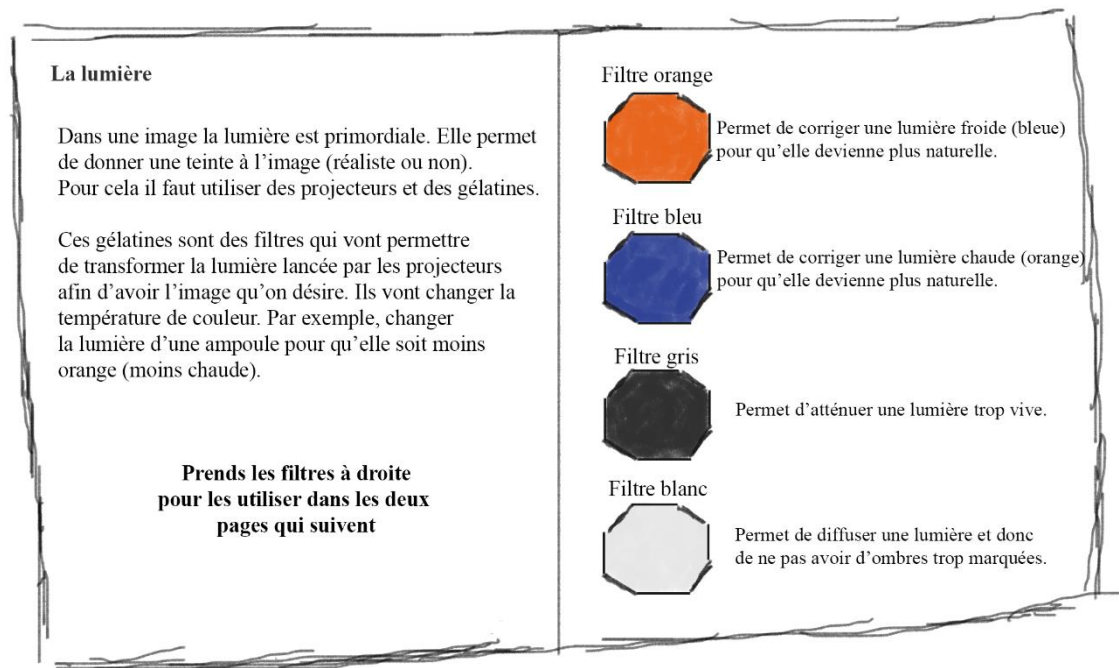 La lumière
Dans une image la lumière est primordiale. Elle permet
de donner une teinte à l'image (réaliste ou non).
Pour cela il faut utiliser des projecteurs et des gélatines.
Ces gélatines sont des filtres qui vont permettre
de transformer la lumière lancée par les projecteurs
afin d'avoir l'image qu'on désire. Ils vont changer la
température de couleur. Par exemple, changer
la lumière d'une ampoule pour qu'elle soit moins
orange (moins chaude).
Prends les filtres à droite
pour les utiliser dans les deux
pages qui suivent
Filtre orange
Permet de corriger une lumière froide (bleue)
pour qu'elle devienne plus naturelle.
Filtre bleu
Permet de corriger une lumière chaude (orange)
pour qu'elle devienne plus naturelle.
Filtre gris
Permet d'atténuer une lumière trop vive.
Filtre blanc
Permet de diffuser une lumière et donc
de ne pas avoir d'ombres trop marquées.